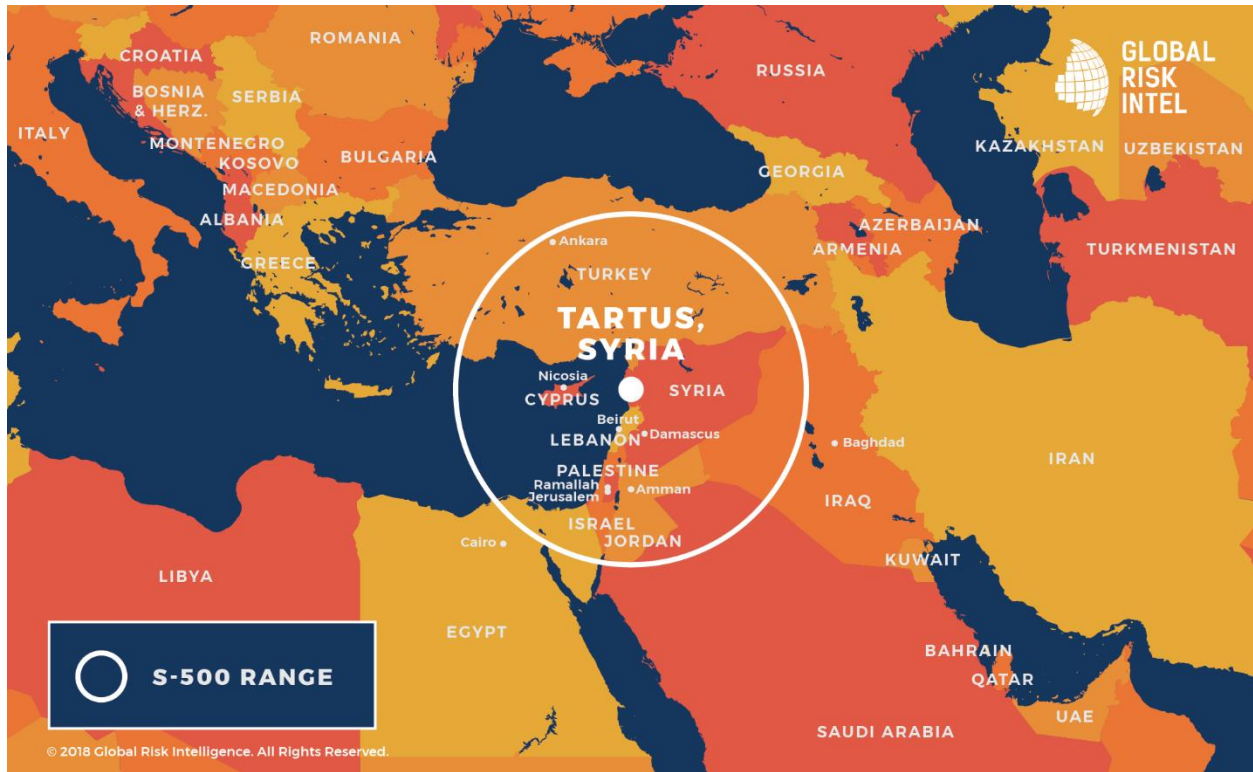 ROMANIA
CROATIA
BOSNIA
& HERZ.
SERBIA
ITALY
MONTENEGRO
KOSOVO
BULGARIA
MACEDONIA
ALBANIA
GREECE
RUSSIA
GLOBAL
RISK
INTEL
KAZAKHSTAN
UZBEKISTAN
GEORGIA
AZERBAIJAN
ARMENIA
TURKMENISTAN
Ankara
TURKEY
TARTUS,
SYRIA
Nicosia
CYPRUS
SYRIA
Beirut
LEBANON
Damascus
Baghdad
PALESTINE
Ramallah
Jerusalem
Amman
IRAN
IRAQ
ISRAEL
JORDAN
Cairo
KUWAIT
LIBYA
EGYPT
BAHRAIN
QATAR
UAE
SAUDI ARABIA
S-500 RANGE
© 2018 Global Risk Intelligence. All Rights Reserved.